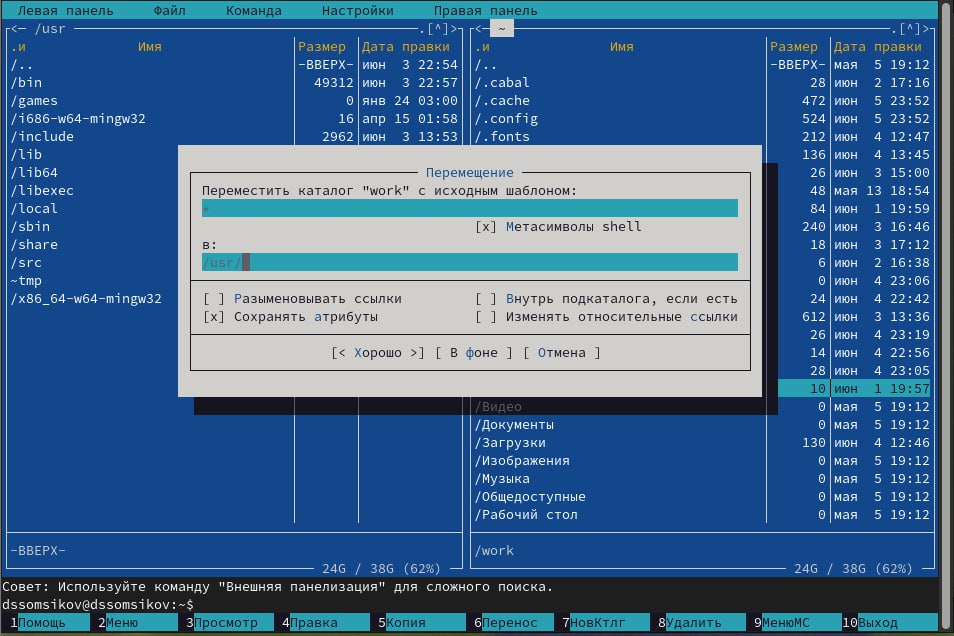 Левая панель Файл Команда Настройки Правая панель
<─ /usr .[^]> <─ ~ .[^]>
.и Имя Размер Дата правки .и Имя Размер Дата правки
/.. -ВВЕРХ- июн 3 22:54 /.. -ВВЕРХ- мая 5 19:12
/bin 49312 июн 3 22:57 /.cabal 28 июн 2 17:16
/games 0 янв 24 03:00 /.cache 472 июн 5 23:52
/i686-w64-mingw32 16 апр 15 01:58 /.config 524 июн 5 23:52
/include 2962 июн 3 13:53 /.fonts 212 июн 4 12:47
/lib 136 июн 4 13:45
/lib64 Перемещение 26 июн 3 15:00
/libexec Переместить каталог "work" с исходным шаблоном: 48 мая 13 18:54
/local * 84 июн 1 19:59
/sbin [x] Метасимволы shell 240 июн 3 16:46
/share в: 18 июн 3 17:12
/src /usr/ 6 июн 2 16:38
~tmp 0 июн 4 23:06
/x86_64-w64-mingw32 [ ] Разыменовывать ссылки [ ] Внутрь подкаталога, если есть 24 июн 4 22:42
[x] Сохранять атрибуты [ ] Изменять относительные ссылки 612 июн 3 13:36
26 июн 4 23:19
[< Хорошо >] [ В фоне ] [ Отмена ] 14 июн 4 22:56
28 июн 4 23:05
10 июн 1 19:57
/Видео 0 мая 5 19:12
/Документы 0 мая 5 19:12
/Загрузки 130 июн 4 12:46
/Изображения 0 мая 5 19:12
/Музыка 0 мая 5 19:12
/Общедоступные 0 мая 5 19:12
/Рабочий стол 0 мая 5 19:12
-ВВЕРХ- /work
24G / 38G (62%) 24G / 38G (62%)
Совет: Используйте команду "Внешняя панелизация" для сложного поиска.
dssomsikov@dssomsikov:~$
1Помощь 2Меню 3Просмотр 4Правка 5Копия 6Перенос 7НовКтлг 8Удалить 9МенюМС 10Выход